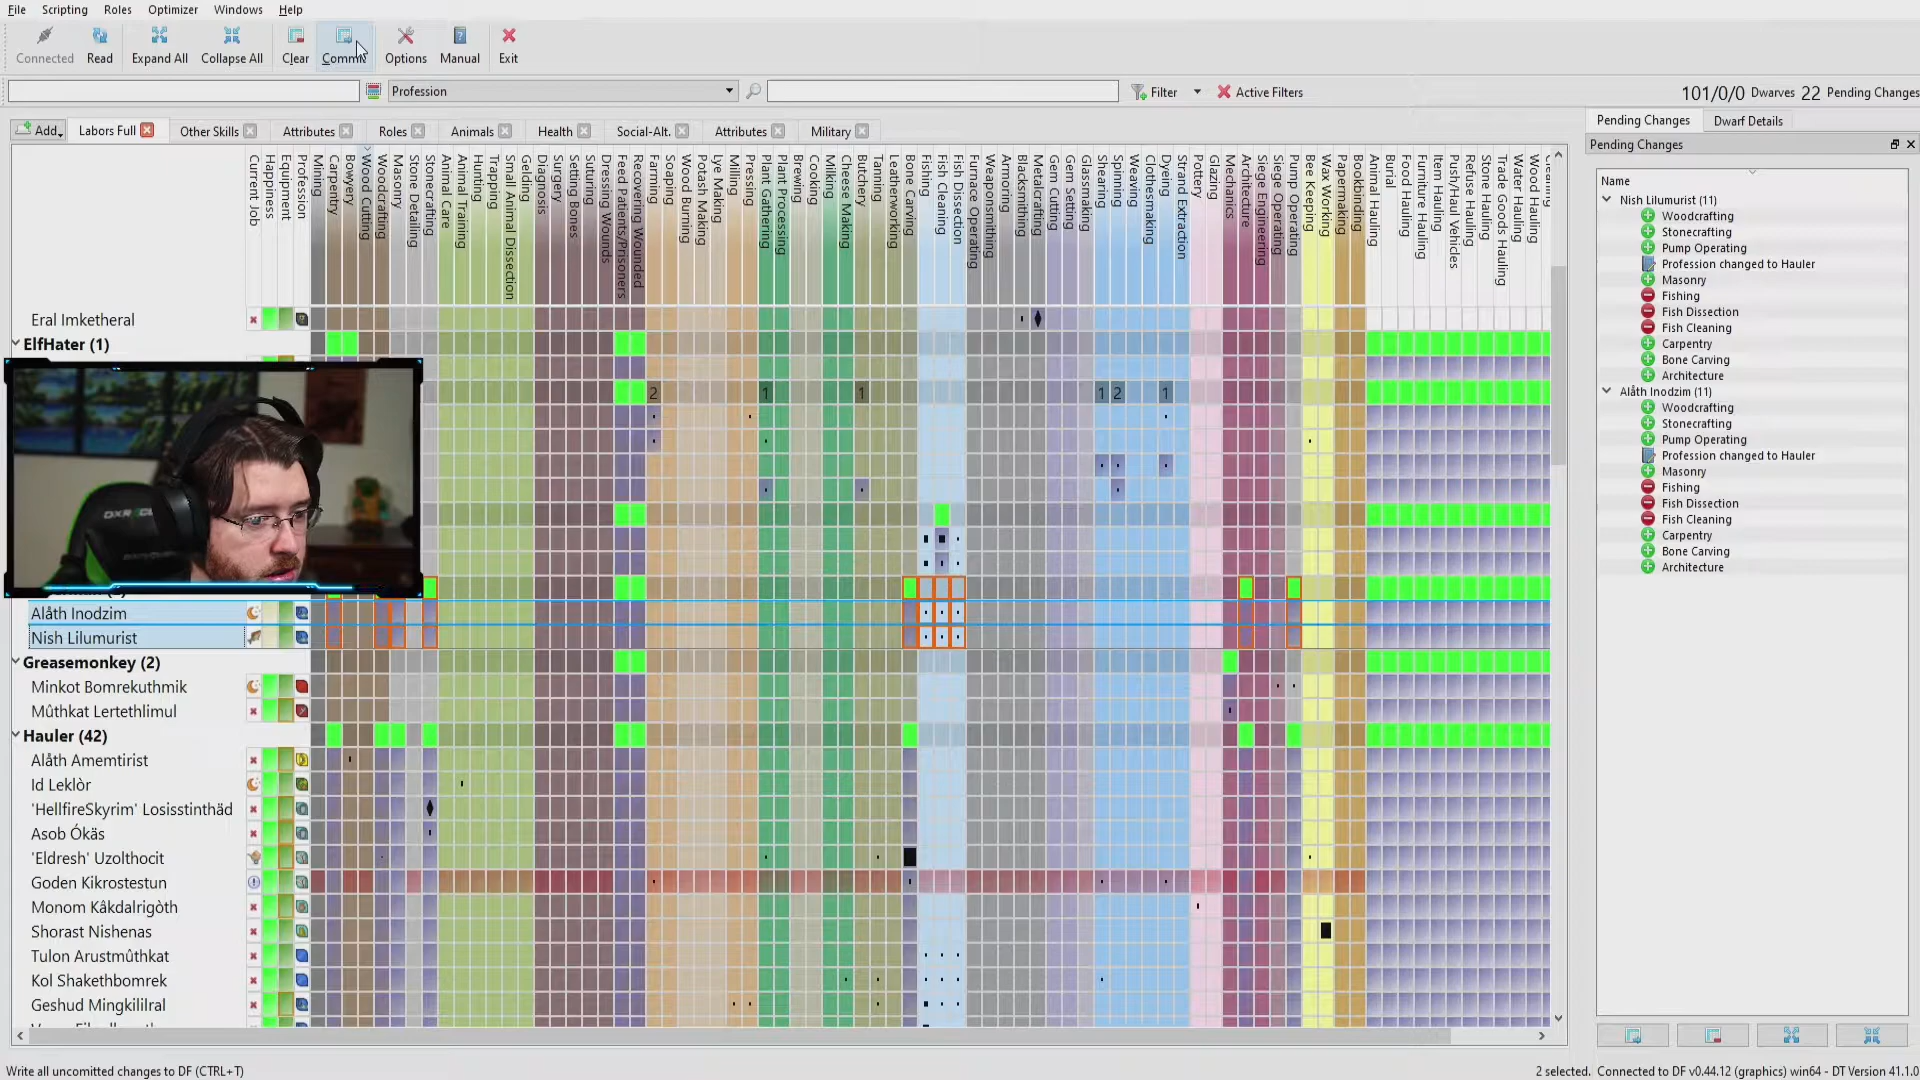 File Scripting Roles Optimizer Windows Help
Connected Read Expand All Collapse All Clear Commit Options Manual Exit
Profession Filter Active Filters 101/0/0 Dwarves 22 Pending Changes
Add Labors Full Other Skills Attributes Roles Animals Health Social-Alt. Attributes Military
Current Job
Happiness
Equipment
Profession
Mining
Carpentry
Bowyery
Wood Cutting
Woodcrafting
Masonry
Stone Detailing
Stonecrafting
Animal Care
Animal Training
Hunting
Trapping
Small Animal Dissection
Gelding
Diagnosis
Surgery
Setting Bones
Suturing
Dressing Wounds
Feed Patients/Prisoners
Recovering Wounded
Farming
Soaping
Wood Burning
Potash Making
Lye Making
Milling
Pressing
Plant Gathering
Plant Processing
Brewing
Cooking
Milking
Cheese Making
Butchery
Tanning
Leatherworking
Bone Carving
Fishing
Fish Cleaning
Fish Dissection
Furnace Operating
Weaponsmithing
Armoring
Blacksmithing
Metalcrafting
Gem Cutting
Gem Setting
Glassmaking
Shearing
Spinning
Weaving
Clothesmaking
Dyeing
Strand Extraction
Pottery
Glazing
Mechanics
Architecture
Siege Engineering
Siege Operating
Pump Operating
Bee Keeping
Wax Working
Papermaking
Bookbinding
Animal Hauling
Burial
Food Hauling
Furniture Hauling
Item Hauling
Push/Haul Vehicles
Refuse Hauling
Stone Hauling
Trade Goods Hauling
Water Hauling
Wood Hauling
Eral Imketheral
ElfHater (1)
2 1 1 1 2 1
Alåth Inodzim
Nish Lilumurist
Greasemonkey (2)
Minkot Bomrekuthmik
Mûthkat Lertethlimul
Hauler (42)
Alåth Amemtirist
Id Leklòr
'HellfireSkyrim' Losisstinthäd
Asob Ókäs
'Eldresh' Uzolthocit
Goden Kikrostestun
Monom Kâkdalrigòth
Shorast Nishenas
Tulon Arustmûthkat
Kol Shakethbomrek
Geshud Mingkililral
Pending Changes Dwarf Details
Pending Changes
Name
Nish Lilumurist (11)
Woodcrafting
Stonecrafting
Pump Operating
Profession changed to Hauler
Masonry
Fishing
Fish Dissection
Fish Cleaning
Carpentry
Bone Carving
Architecture
Alåth Inodzim (11)
Woodcrafting
Stonecrafting
Pump Operating
Profession changed to Hauler
Masonry
Fishing
Fish Dissection
Fish Cleaning
Carpentry
Bone Carving
Architecture
Write all uncommitted changes to DF (CTRL+T)
2 selected. Connected to DF v0.44.12 (graphics) win64 - DT Version 41.1.0